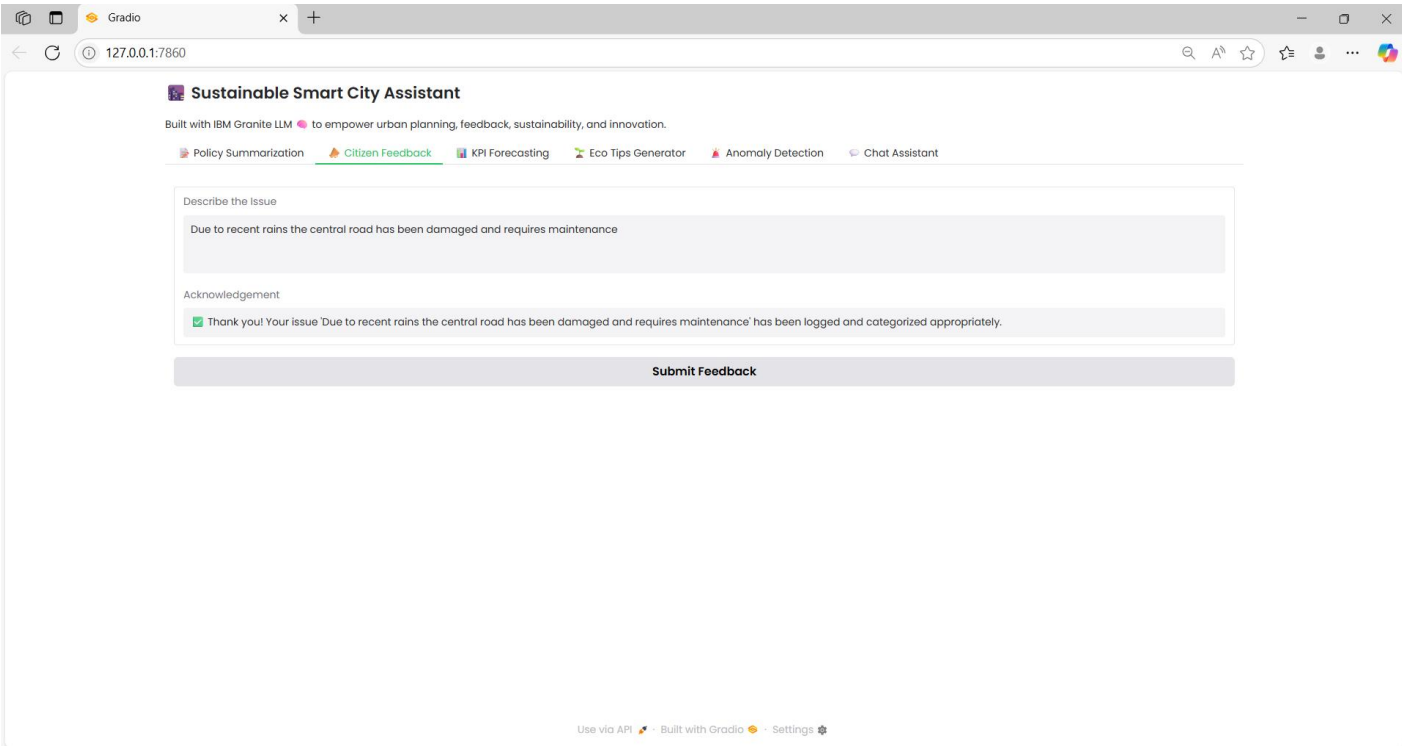 Gradio
127.0.0.1:7860
Sustainable Smart City Assistant
Built with IBM Granite LLM 🧠 to empower urban planning, feedback, sustainability, and innovation.
Policy Summarization Citizen Feedback KPI Forecasting Eco Tips Generator Anomaly Detection Chat Assistant
Describe the Issue
Due to recent rains the central road has been damaged and requires maintenance
Acknowledgement
✅ Thank you! Your issue 'Due to recent rains the central road has been damaged and requires maintenance' has been logged and categorized appropriately.
Submit Feedback
Use via API 🚀 · Built with Gradio · Settings ⚙️